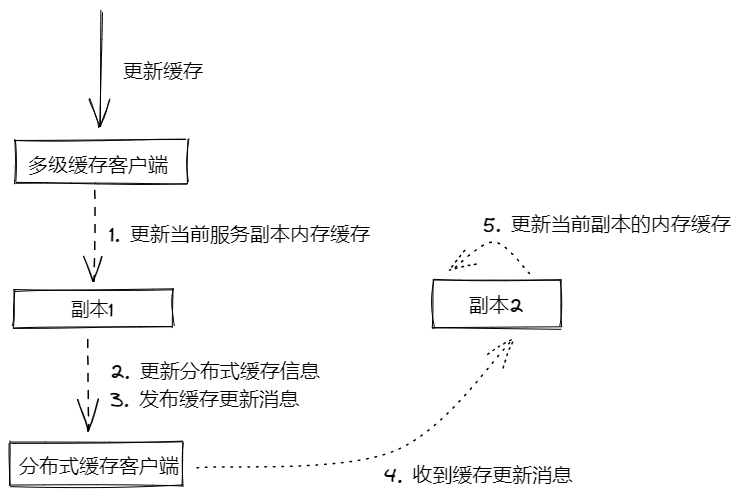 更新缓存
多级缓存客户端
1. 更新当前服务副本内存缓存
5. 更新当前副本的内存缓存
副本1
副本2
2. 更新分布式缓存信息
3. 发布缓存更新消息
分布式缓存客户端
4. 收到缓存更新消息